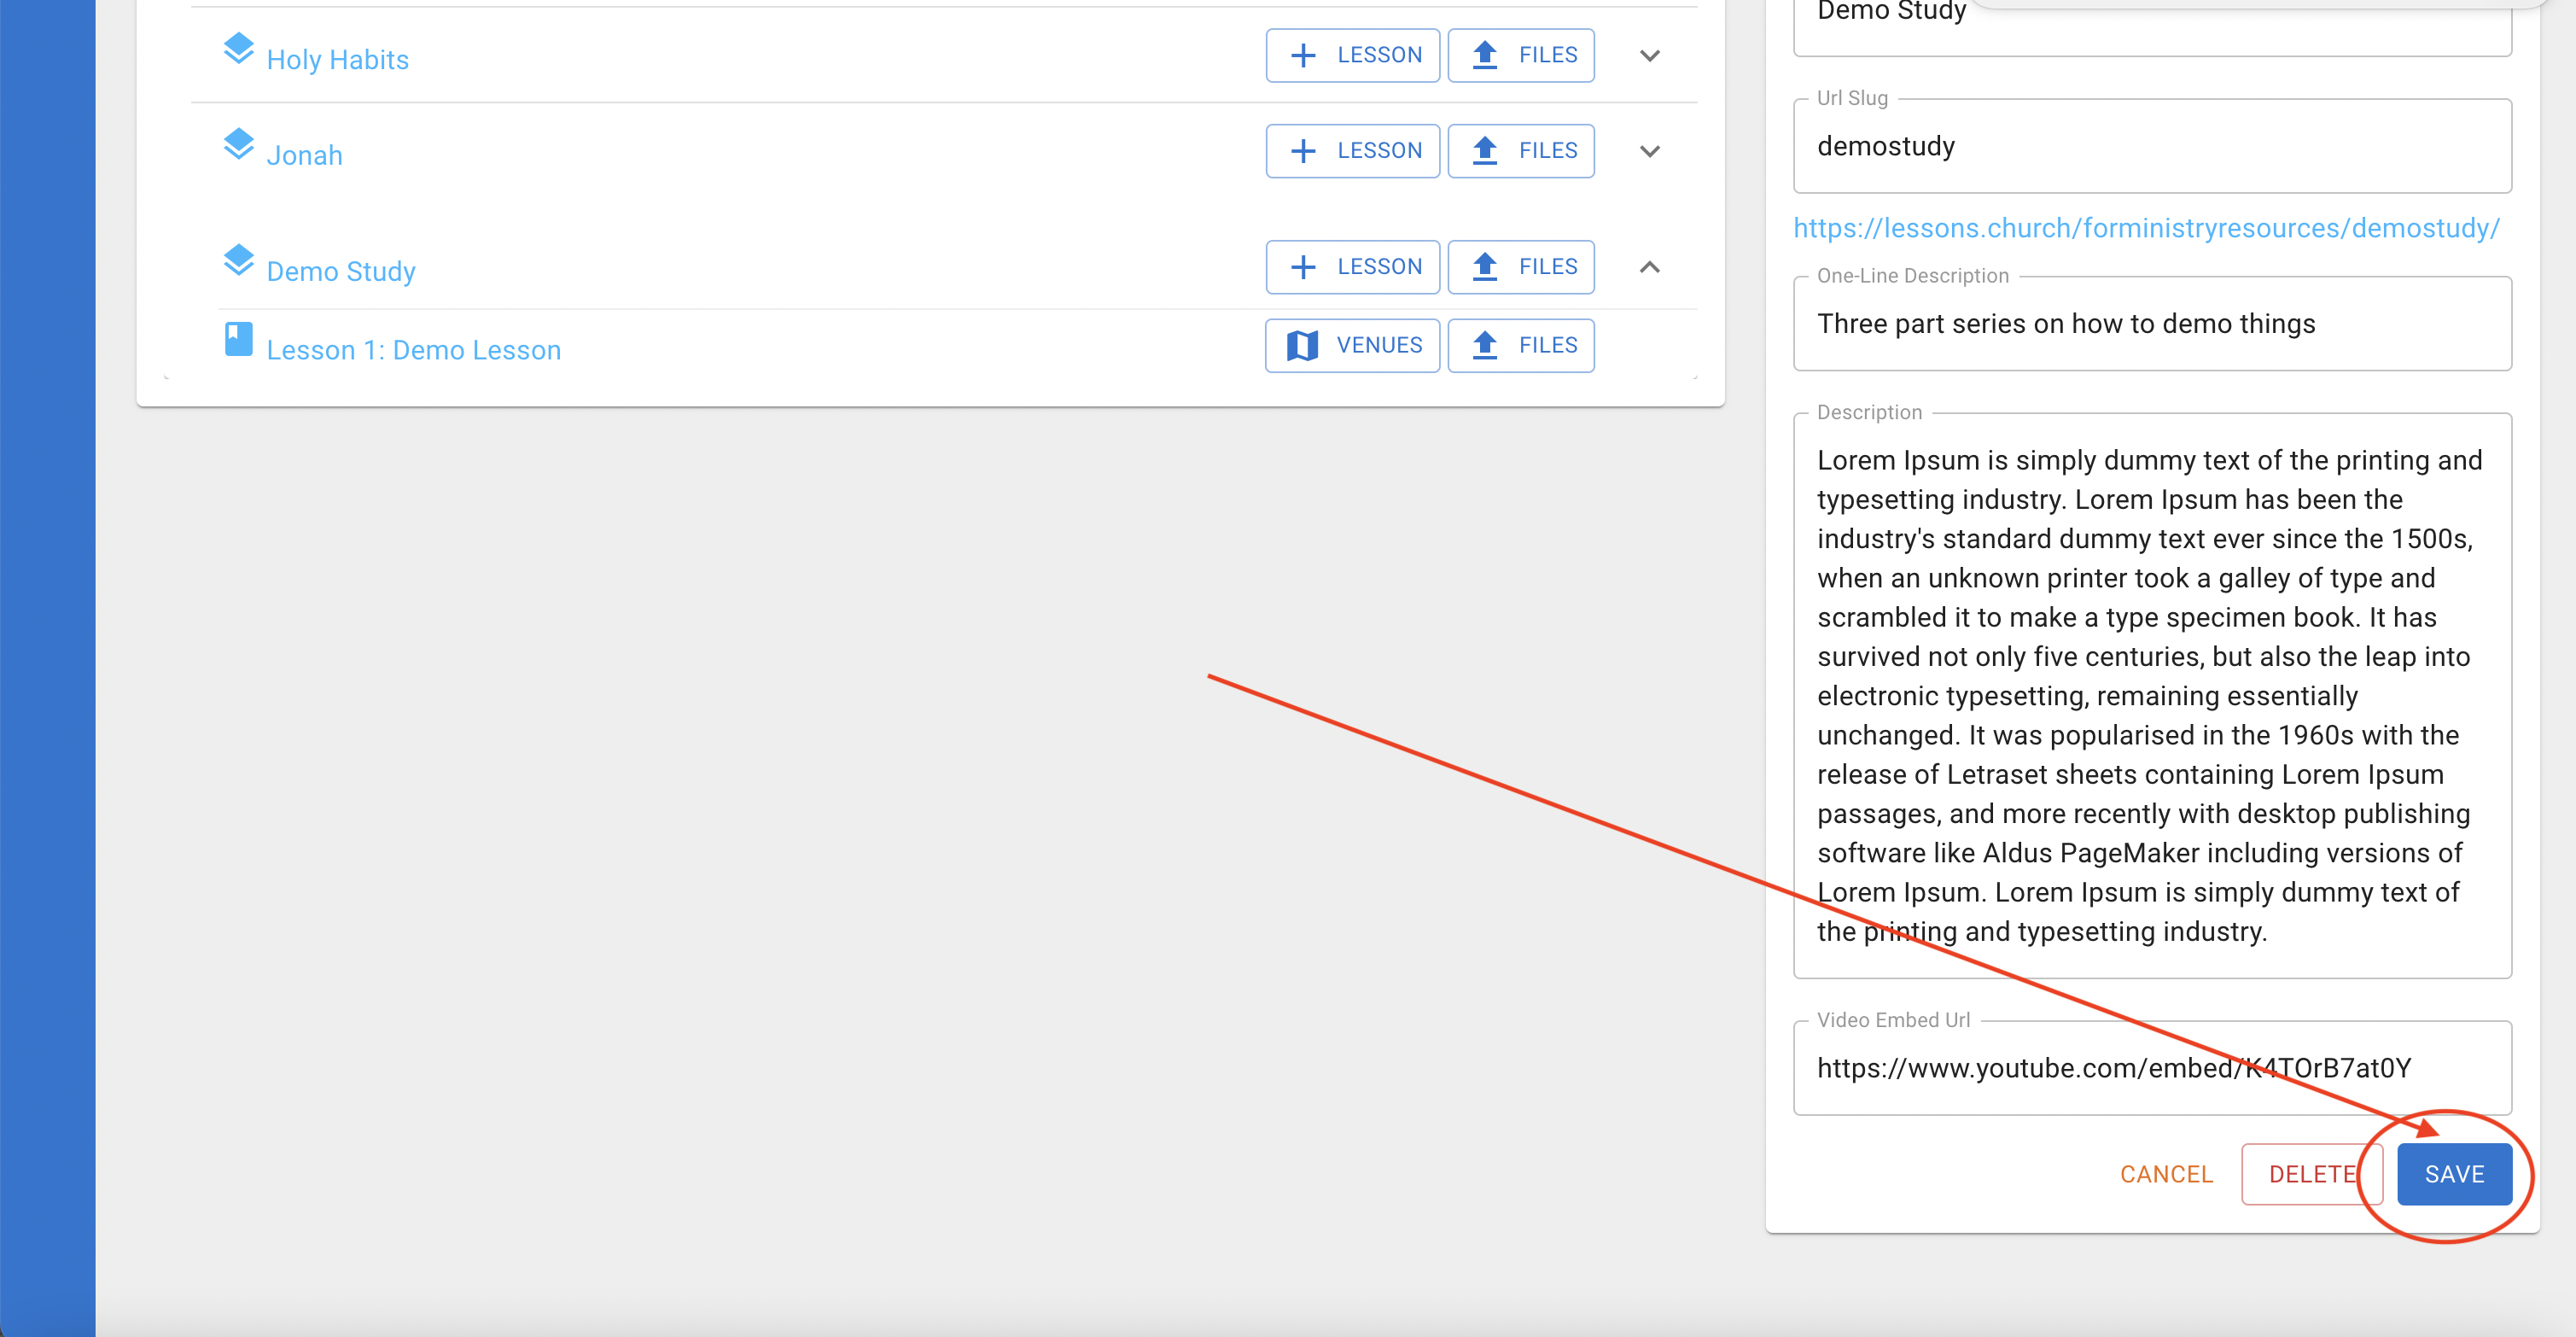 Holy Habits
LESSON
FILES
Jonah
LESSON
FILES
Demo Study
LESSON
FILES
Lesson 1: Demo Lesson
VENUES
FILES
Demo Study
Url Slug
demostudy
https://lessons.church/forministryresources/demostudy/
One-Line Description
Three part series on how to demo things
Description
Lorem Ipsum is simply dummy text of the printing and
typesetting industry. Lorem Ipsum has been the
industry's standard dummy text ever since the 1500s,
when an unknown printer took a galley of type and
scrambled it to make a type specimen book. It has
survived not only five centuries, but also the leap into
electronic typesetting, remaining essentially
unchanged. It was popularised in the 1960s with the
release of Letraset sheets containing Lorem Ipsum
passages, and more recently with desktop publishing
software like Aldus PageMaker including versions of
Lorem Ipsum. Lorem Ipsum is simply dummy text of
the printing and typesetting industry.
Video Embed Url
https://www.youtube.com/embed/K4TOrB7at0Y
CANCEL
DELETE
SAVE